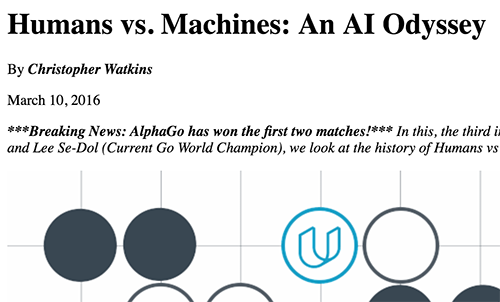 Humans vs. Machines: An AI Odyssey
By Christopher Watkins
March 10, 2016
***Breaking News: AlphaGo has won the first two matches!*** In this, the third i
and Lee Se-Dol (Current Go World Champion), we look at the history of Humans vs